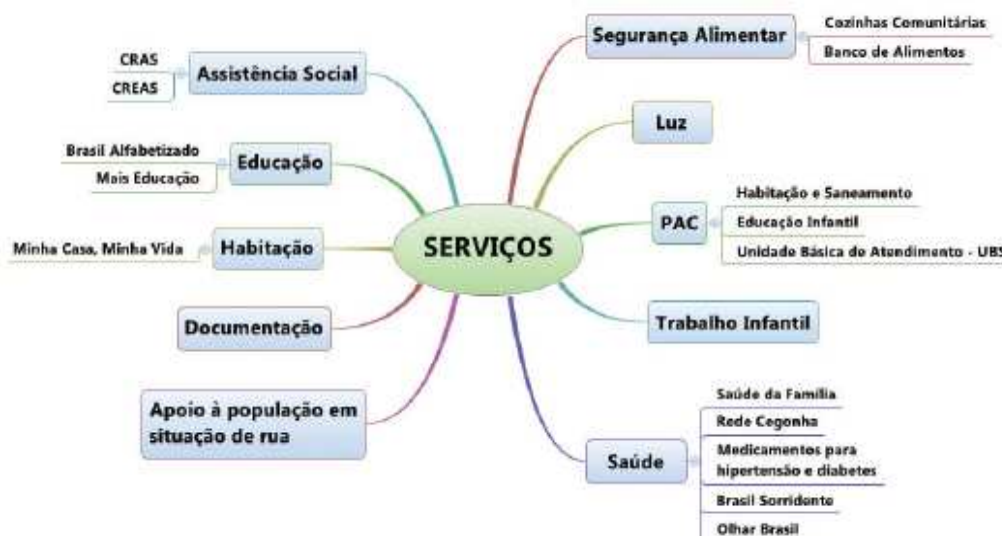 CRAS
CREAS
Assistência Social
Brasil Alfabetizado
Mais Educação
Educação
Minha Casa, Minha Vida
Habitação
Documentação
Apoio à população em
situação de rua
SERVIÇOS
Segurança Alimentar
Cozinhas Comunitárias
Banco de Alimentos
Luz
PAC
Habitação e Saneamento
Educação Infantil
Unidade Básica de Atendimento - UBS
Trabalho Infantil
Saúde
Saúde da Família
Rede Cegonha
Medicamentos para
hipertensão e diabetes
Brasil Sorridente
Olhar Brasil